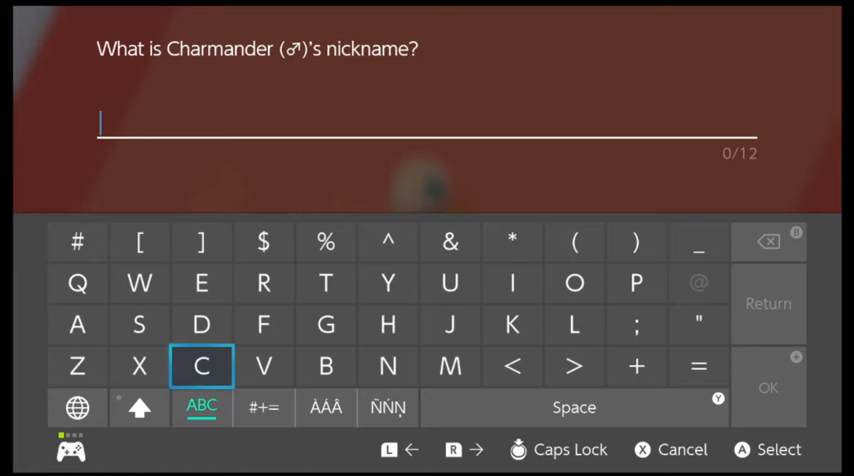 What is Charmander (♂)'s nickname?
0/12
# [ ] $ % ^ & * ( ) _ B
Q W E R T Y U I O P @ Return
A S D F G H J K L ; "
Z X C V B N M < > + = + OK
ABC #+= ÀÁÂ ÑŃŅ Space Y
L ← R → Caps Lock X Cancel A Select